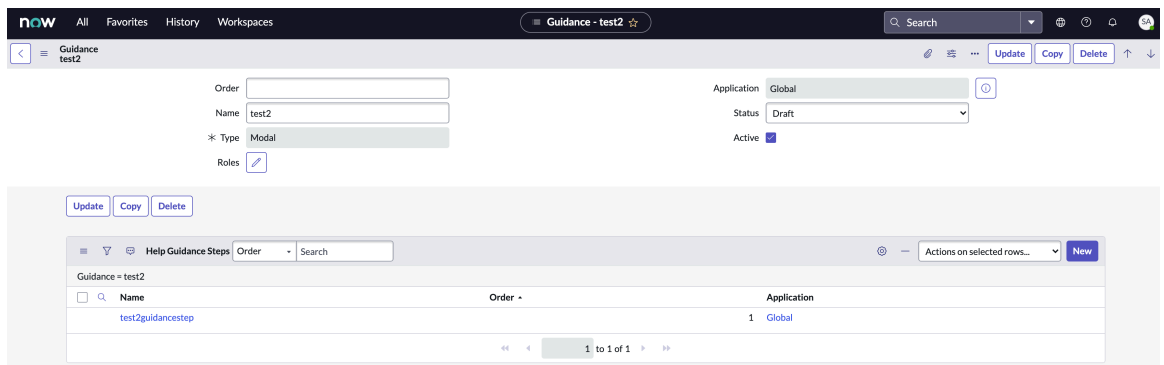 now All Favorites History Workspaces Guidance - test2 Search SA
Guidance
test2
Update Copy Delete
Order Application Global
Name test2 Status Draft
Type Modal Active
Roles
Update Copy Delete
Help Guidance Steps Order Search Actions on selected rows... New
Guidance = test2
Name Order Application
test2guidancestep 1 Global
1 to 1 of 1